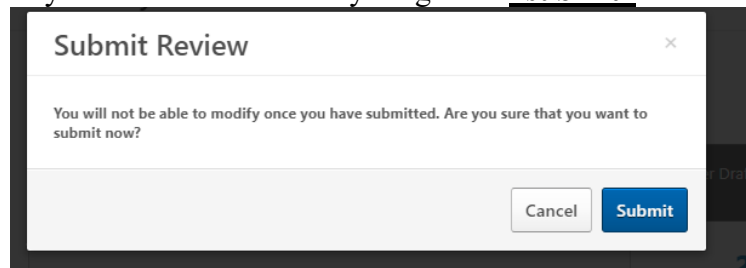 Submit Review
×
You will not be able to modify once you have submitted. Are you sure that you want to
submit now?
Cancel Submit